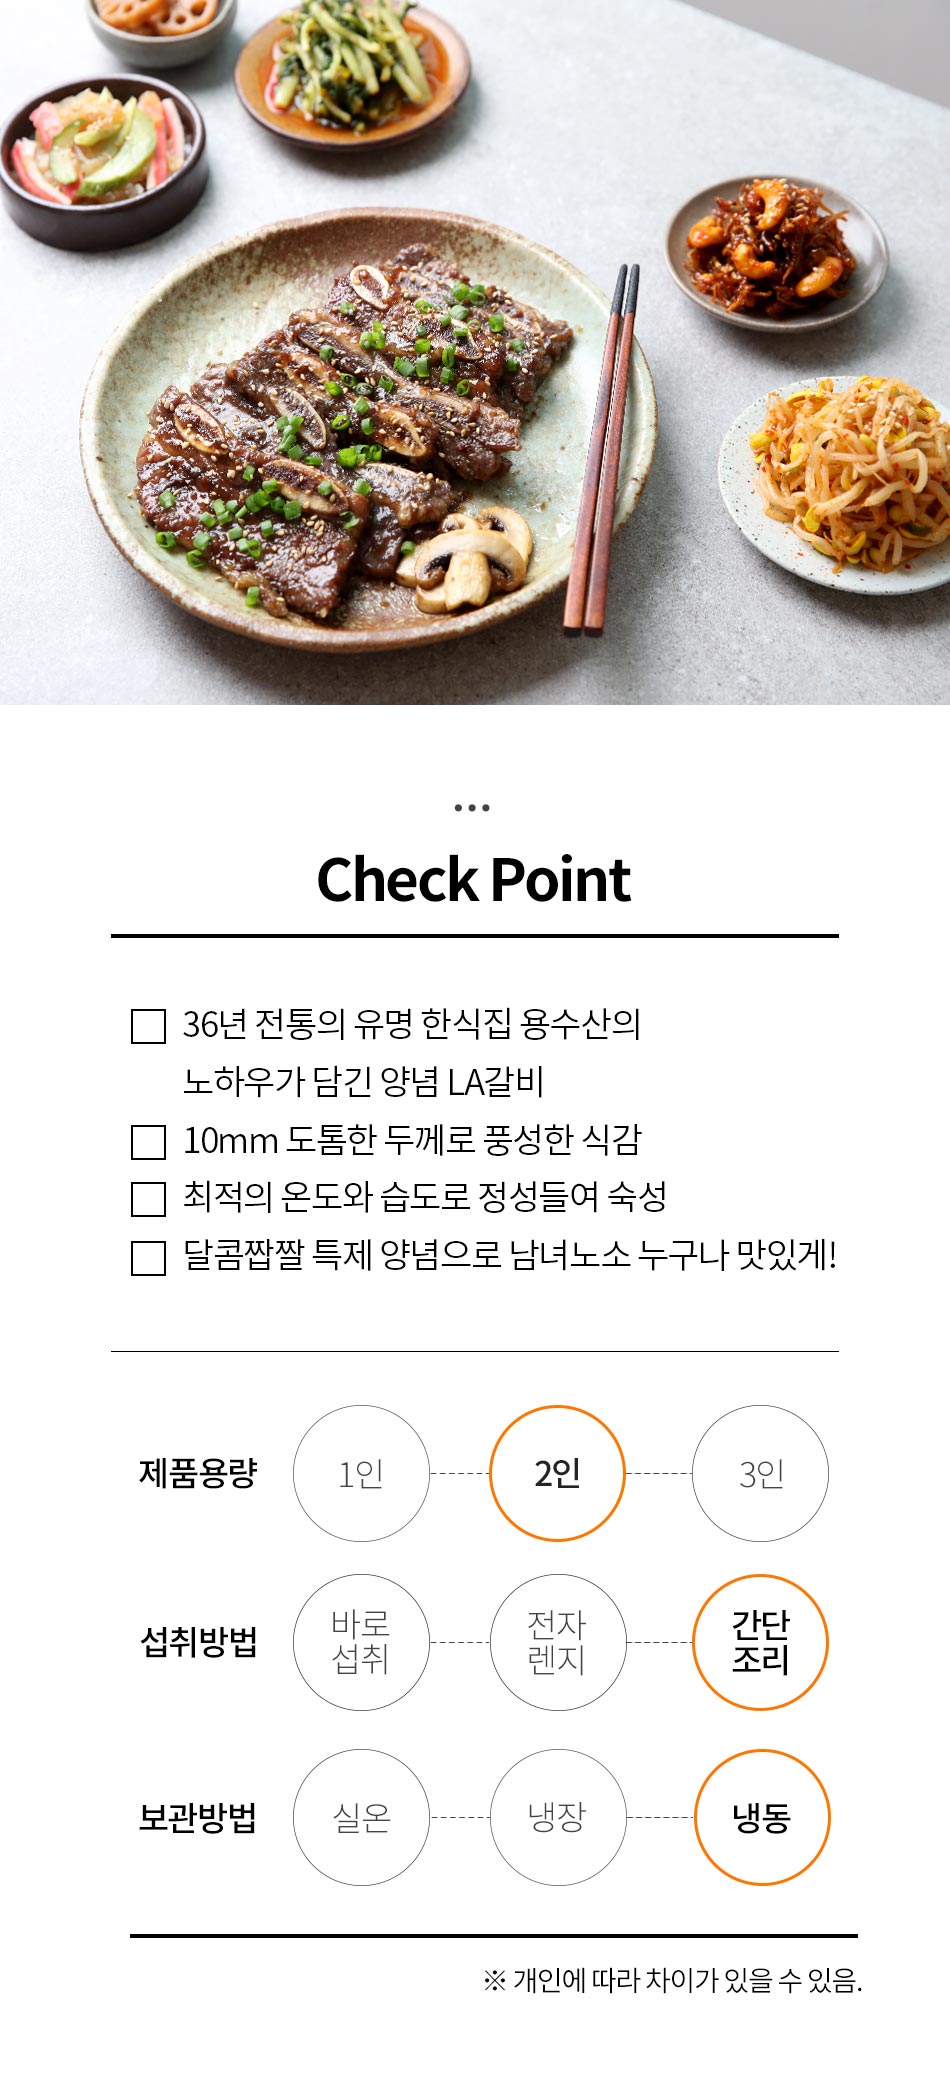 Check Point
36년 전통의 유명 한식집 용수산의
노하우가 담긴 양념 LA갈비
10mm 도톰한 두께로 풍성한 식감
최적의 온도와 습도로 정성들여 숙성
달콤짭짤 특제 양념으로 남녀노소 누구나 맛있게!
제품용량 1인 2인 3인
섭취방법 바로 섭취 전자 렌지 간단 조리
보관방법 실온 냉장 냉동
※ 개인에 따라 차이가 있을 수 있음.